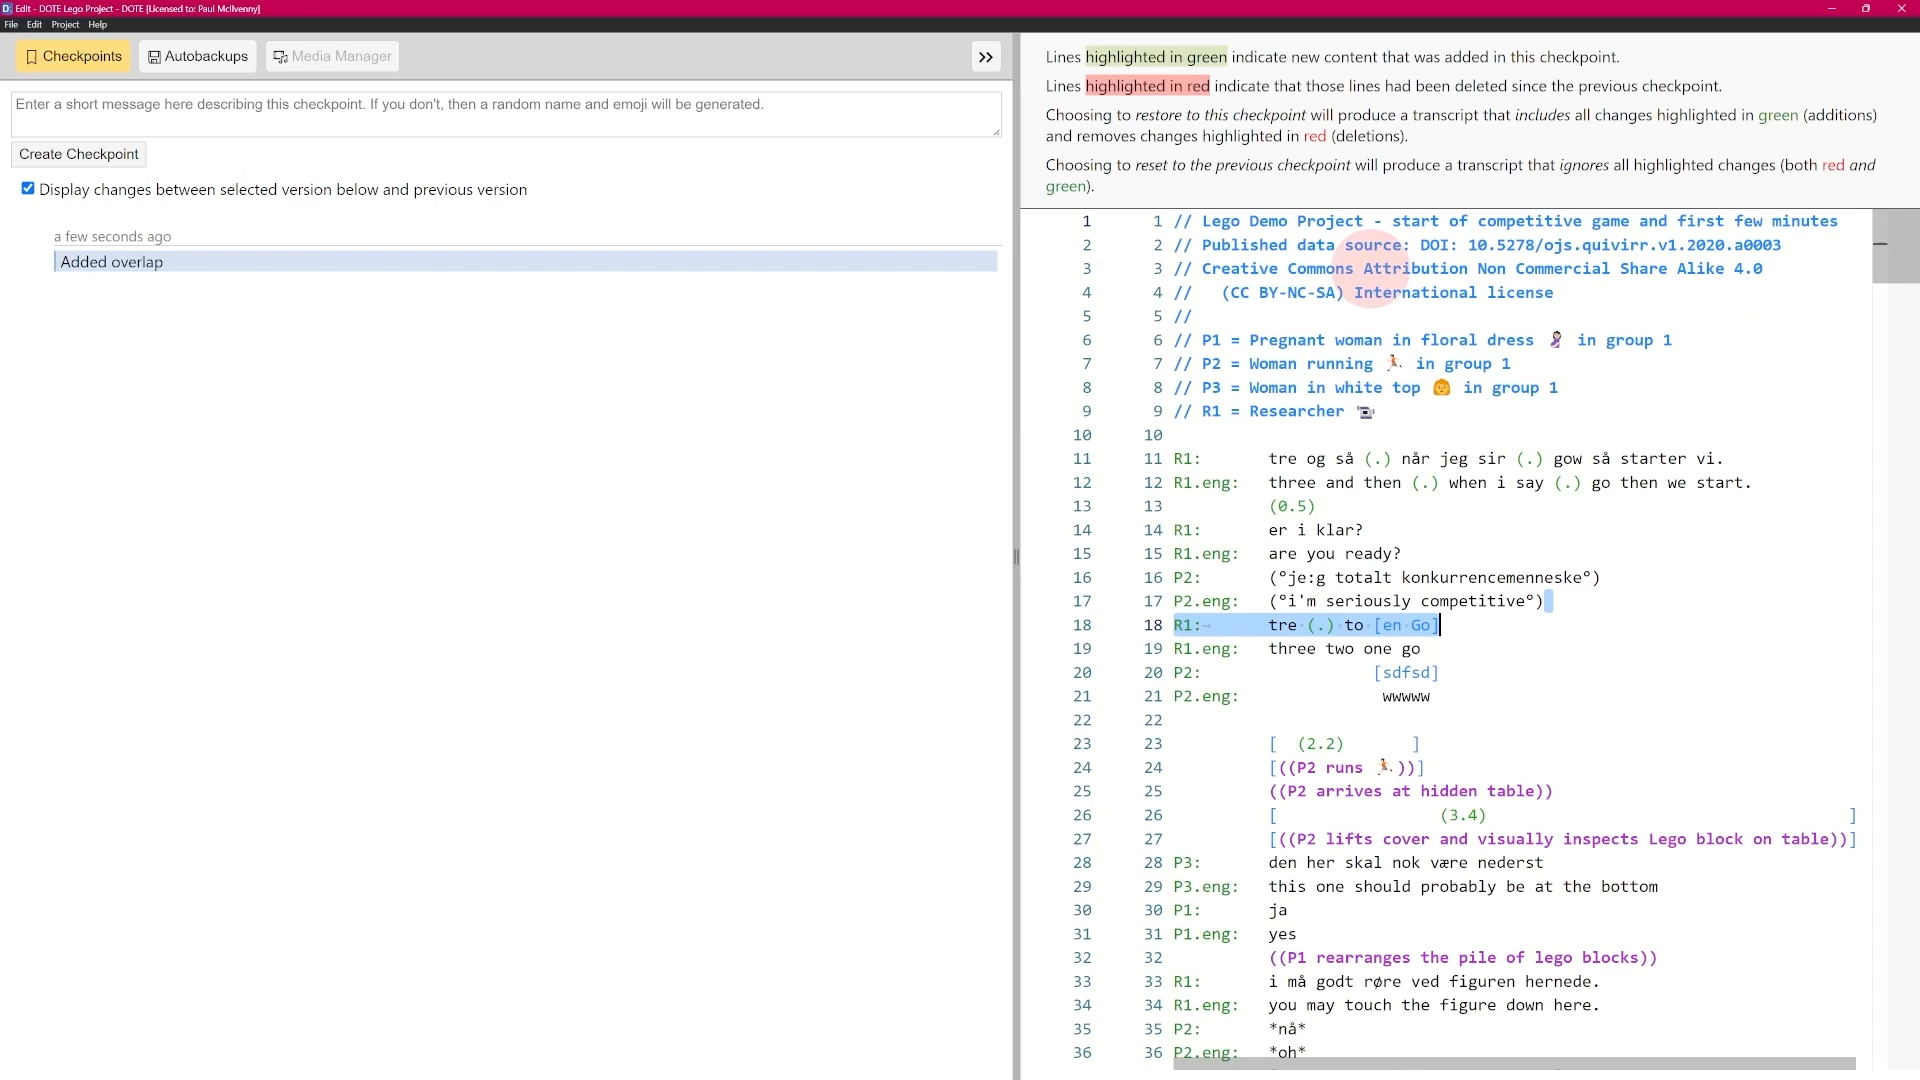 Edit - DOTE Lego Project - DOTE [Licensed to: Paul McIlvenny]
File Edit Project Help
Checkpoints Autobackups Media Manager
Enter a short message here describing this checkpoint. If you don't, then a random name and emoji will be generated.
Create Checkpoint
Display changes between selected version below and previous version
a few seconds ago
Added overlap
Lines highlighted in green indicate new content that was added in this checkpoint.
Lines highlighted in red indicate that those lines had been deleted since the previous checkpoint.
Choosing to restore to this checkpoint will produce a transcript that includes all changes highlighted in green (additions)
and removes changes highlighted in red (deletions).
Choosing to reset to the previous checkpoint will produce a transcript that ignores all highlighted changes (both red and
green).
1 1 // Lego Demo Project - start of competitive game and first few minutes
2 2 // Published data source: DOI: 10.5278/ojs.quivirr.v1.2020.a0003
3 3 // Creative Commons Attribution Non Commercial Share Alike 4.0
4 4 // (CC BY-NC-SA) International license
5 5 //
6 6 // P1 = Pregnant woman in floral dress 🤰 in group 1
7 7 // P2 = Woman running 🏃 in group 1
8 8 // P3 = Woman in white top 👩 in group 1
9 9 // R1 = Researcher 📹
10 10
11 11 R1: tre og så (.) når jeg sir (.) gow så starter vi.
12 12 R1.eng: three and then (.) when i say (.) go then we start.
13 13 (0.5)
14 14 R1: er i klar?
15 15 R1.eng: are you ready?
16 16 P2: (°je:g totalt konkurrencemenneske°)
17 17 P2.eng: (°i'm seriously competitive°)
18 18 R1:→ tre·(.)·to·[en·Go]
19 19 R1.eng: three two one go
20 20 P2: [sdfsd]
21 21 P2.eng: wwwww
22 22
23 23 [ (2.2) ]
24 24 [((P2 runs 🏃))]
25 25 ((P2 arrives at hidden table))
26 26 [ (3.4) ]
27 27 [((P2 lifts cover and visually inspects Lego block on table))]
28 28 P3: den her skal nok være nederst
29 29 P3.eng: this one should probably be at the bottom
30 30 P1: ja
31 31 P1.eng: yes
32 32 ((P1 rearranges the pile of lego blocks))
33 33 R1: i må godt røre ved figuren hernede.
34 34 R1.eng: you may touch the figure down here.
35 35 P2: *nå*
36 36 P2.eng: *oh*